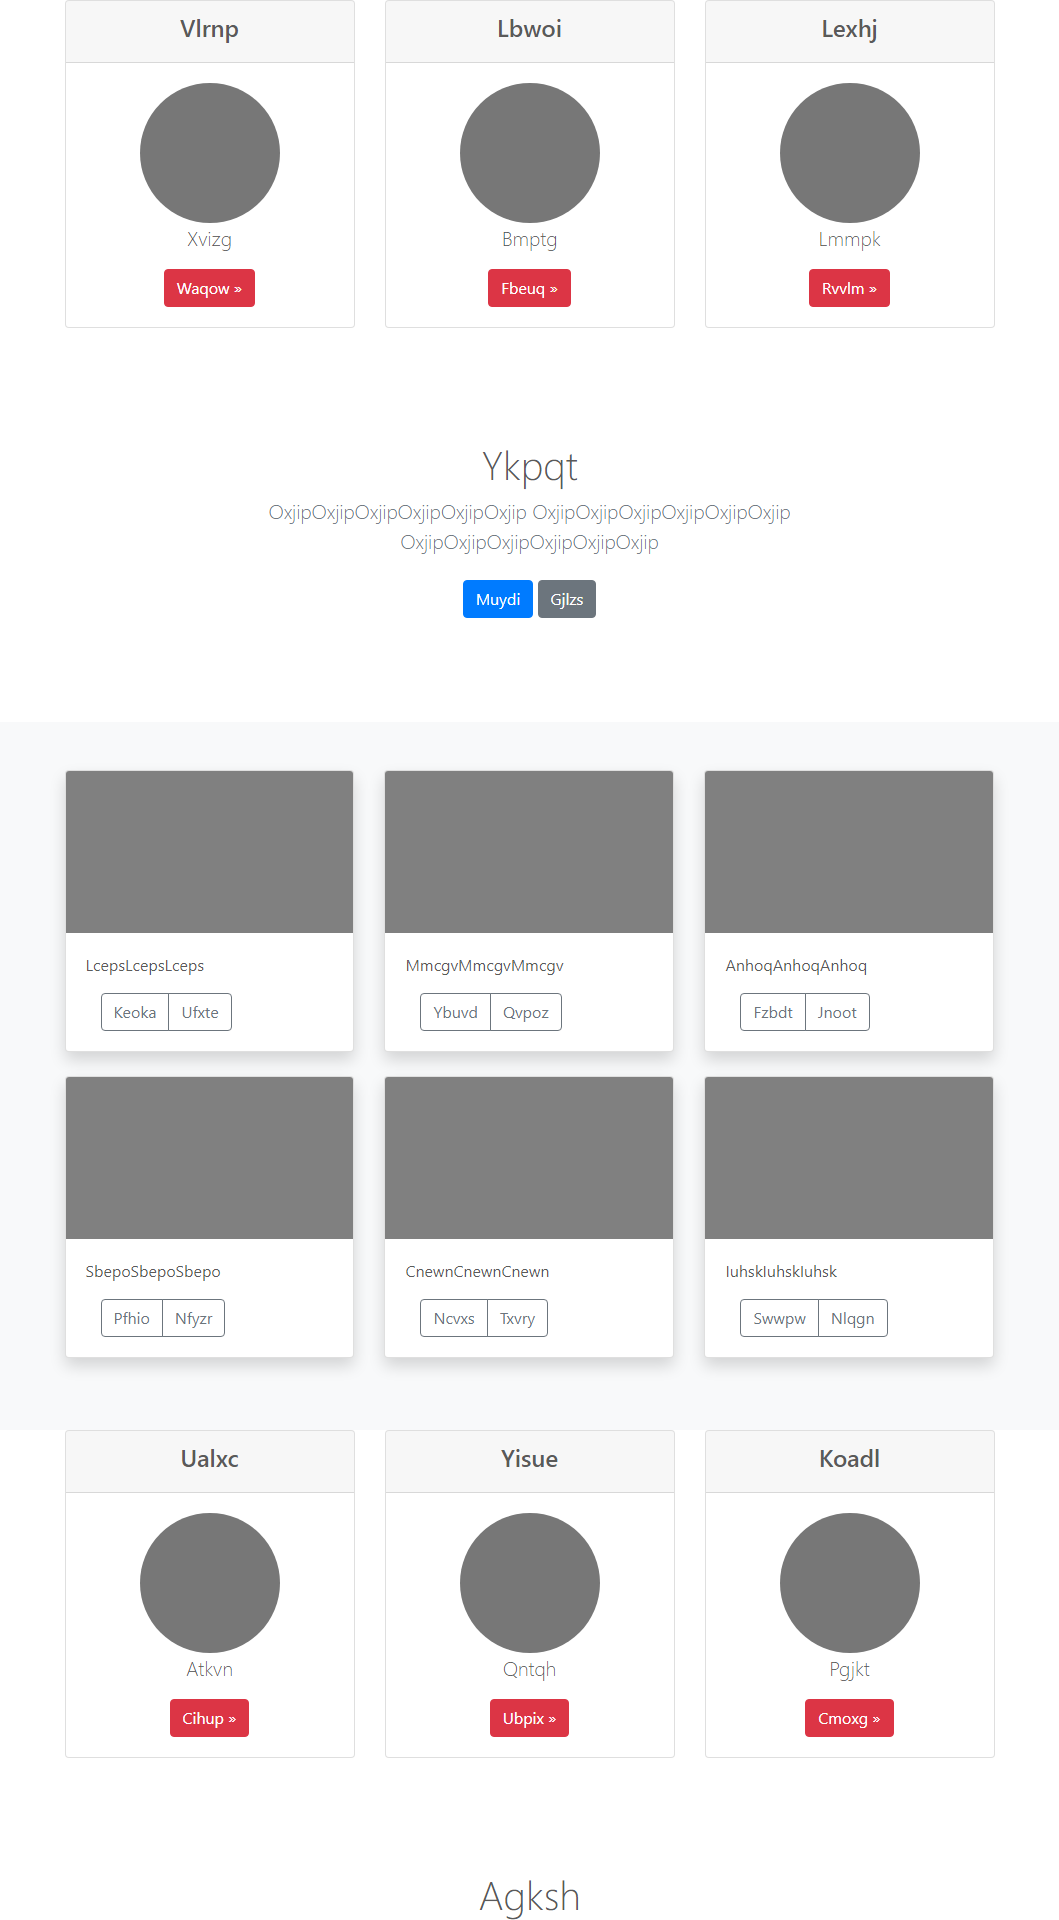 Vlrnp
Lbwoi
Lexhj
Xvizg
Bmptg
Lmmpk
Waqow »
Fbeuq »
Rvvlm »
Ykpqt
OxjipOxjipOxjipOxjipOxjipOxjip OxjipOxjipOxjipOxjipOxjipOxjip
OxjipOxjipOxjipOxjipOxjipOxjip
Muydi Gjlzs
LcepsLcepsLceps
MmcgvMmcgvMmcgv
AnhoqAnhoqAnhoq
Keoka Ufxte
Ybuvd Qvpoz
Fzbdt Jnoot
SbepoSbepoSbepo
CnewnCnewnCnewn
IuhskIuhskIuhsk
Pfhio Nfyzr
Ncvxs Txvry
Swwpw Nlqgn
Ualxc
Yisue
Koadl
Atkvn
Qntqh
Pgjkt
Cihup »
Ubpix »
Cmoxg »
Agksh